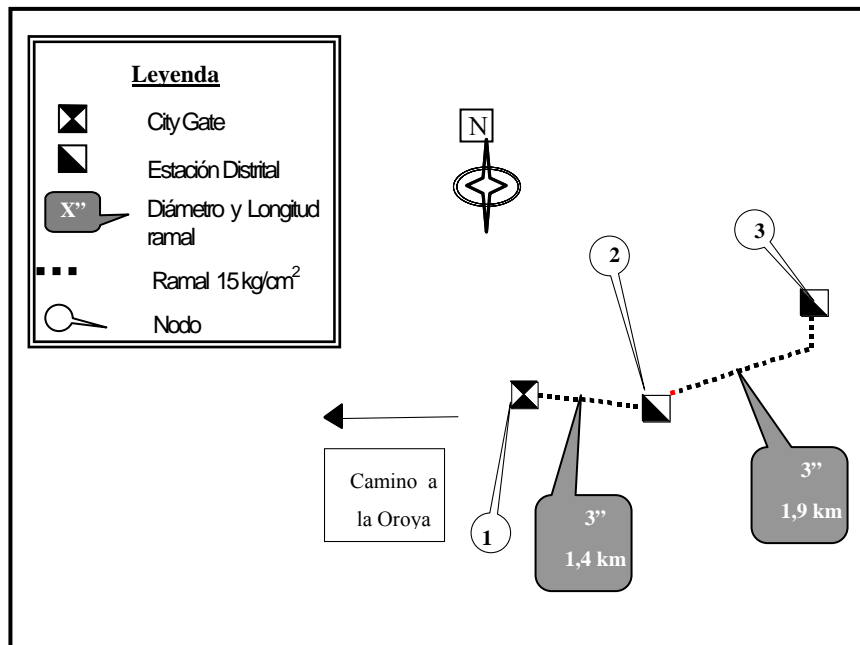 Leyenda
City Gate
Estación Distrital
X” Diámetro y Longitud
ramal
Ramal 15 kg/cm²
Nodo
N
3
2
Camino a
la Oroya
1
3”
1,4 km
3”
1,9 km